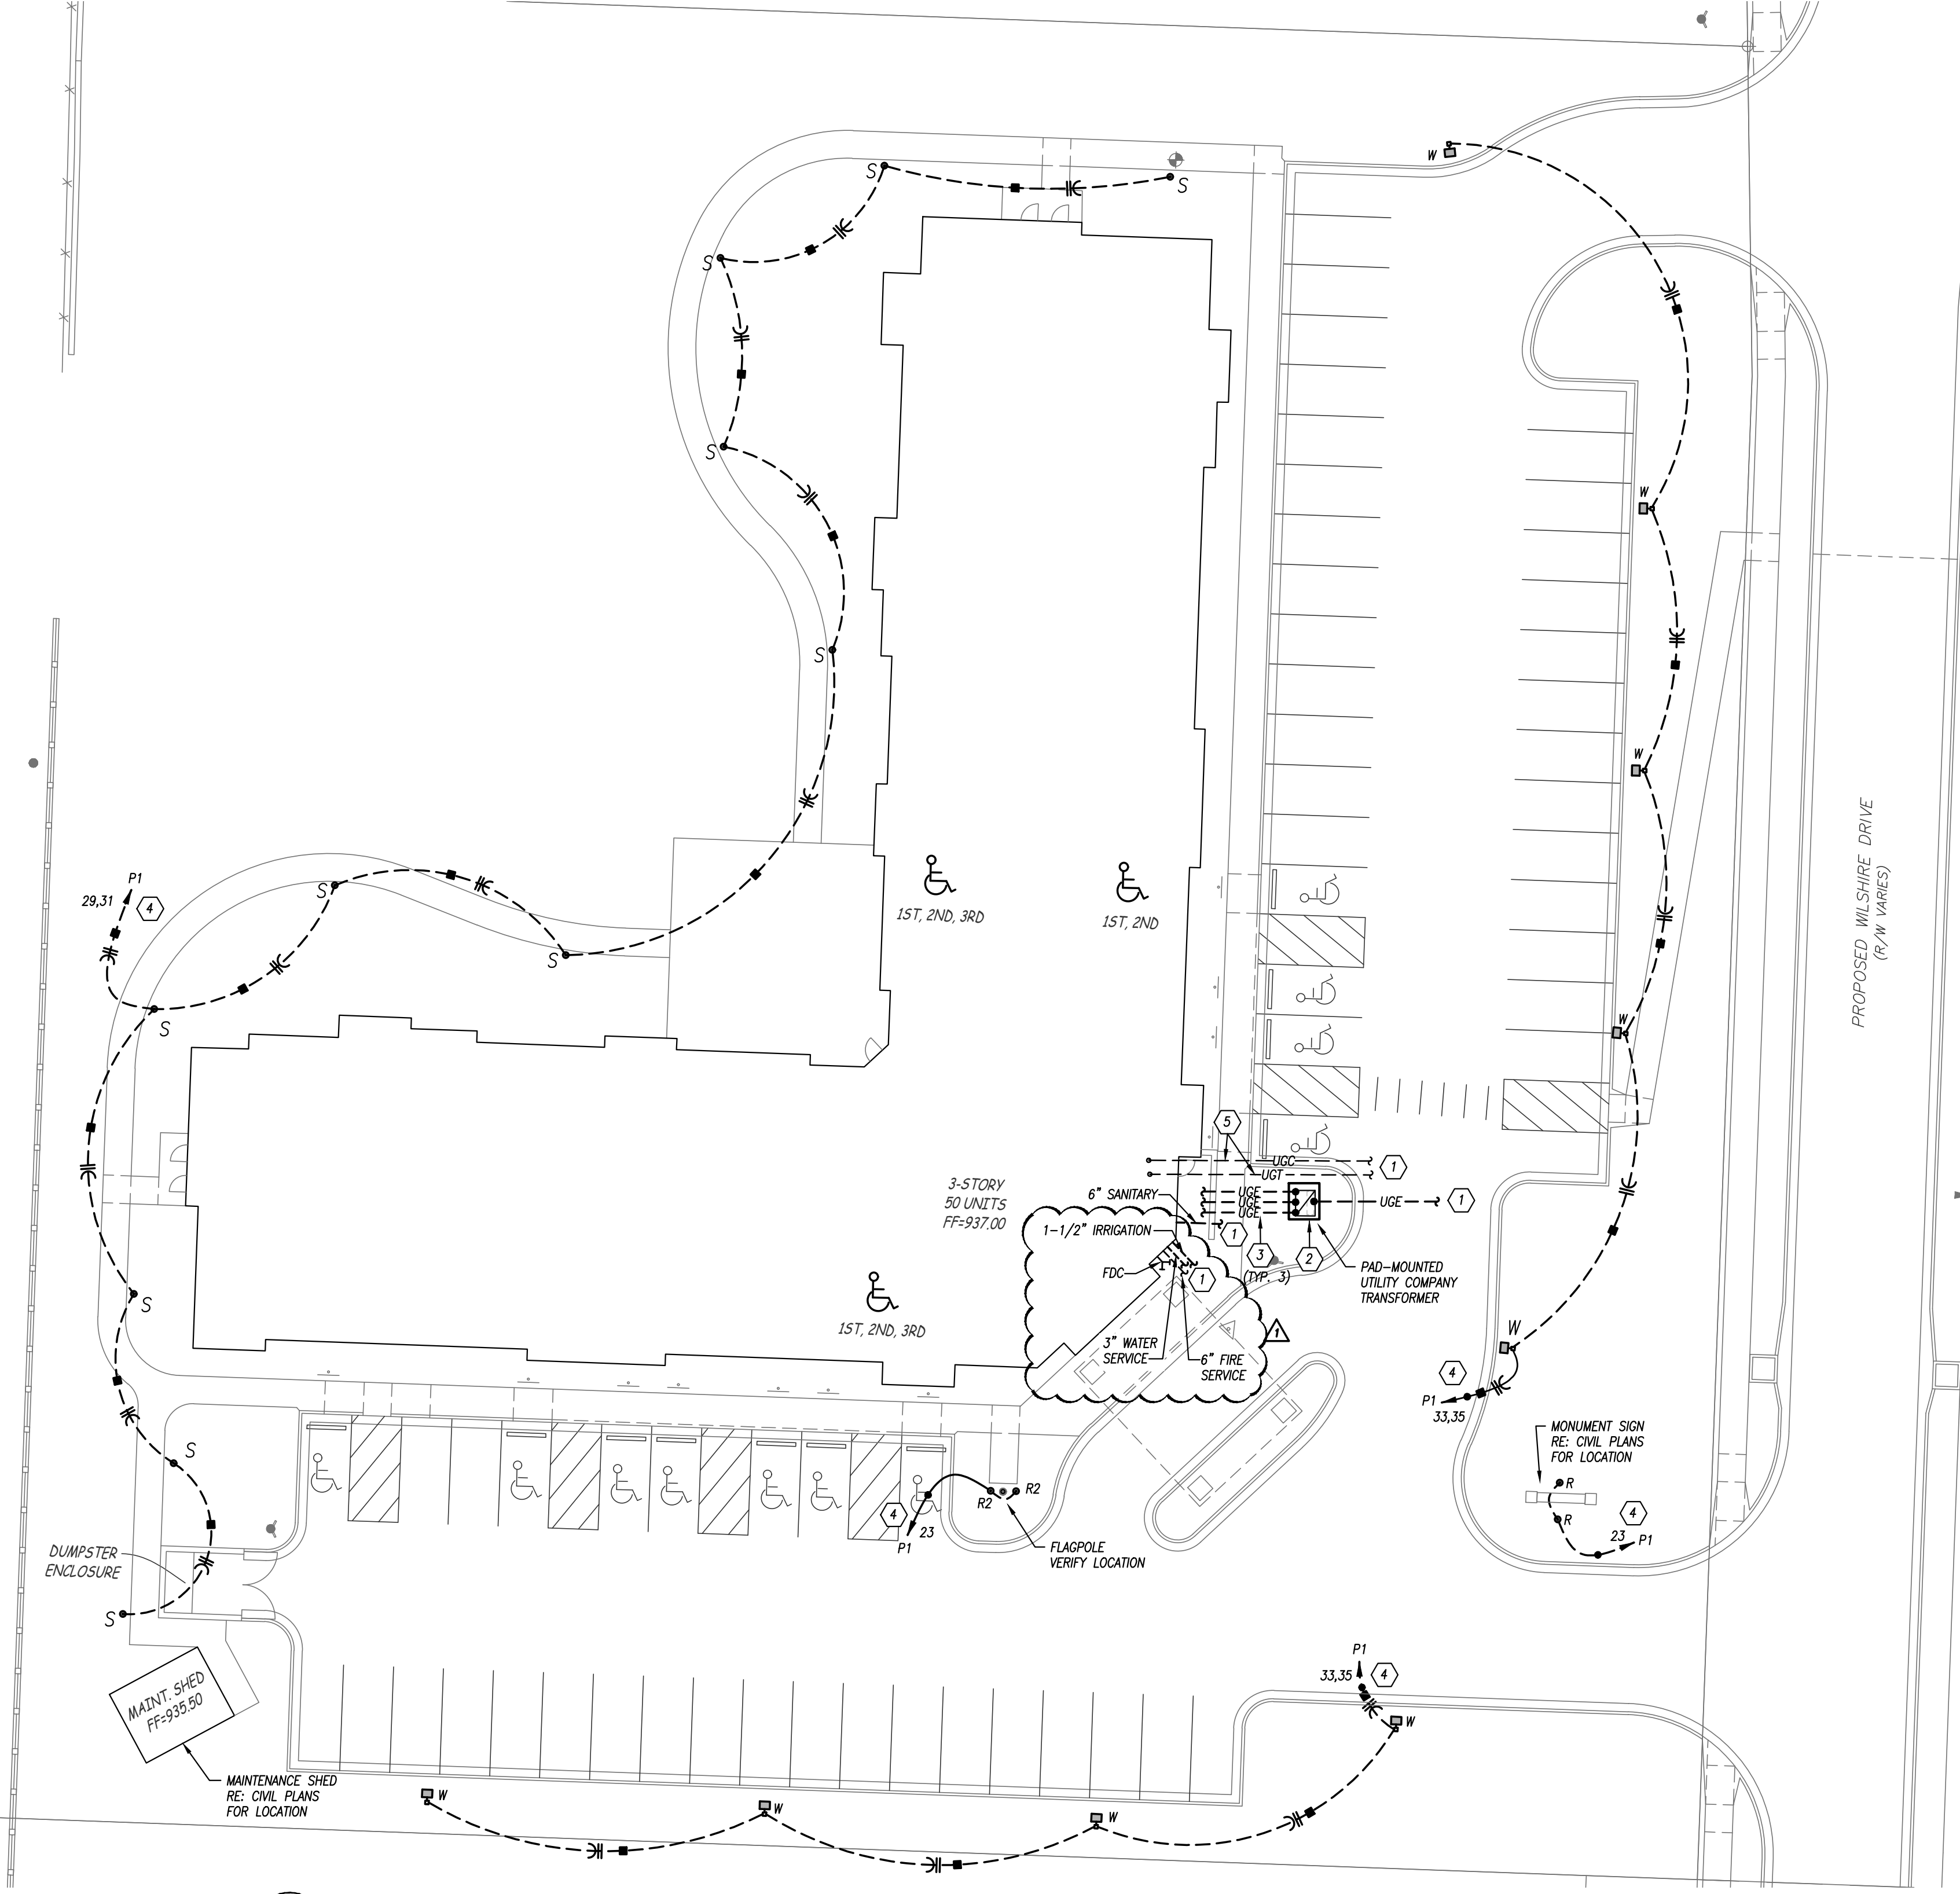 W
S
S
S
W
S
W
S
W
P1
29,31
4
S
1ST, 2ND, 3RD
1ST, 2ND
S
S
PROPOSED WILSHIRE DRIVE
(R/W VARIES)
W
5
UGC
UGT
1
3-STORY
50 UNITS
FF=937.00
6" SANITARY
UGE
UGE
UGE
UGE
1
1-1/2" IRRIGATION
1
3
(TYP. 3)
2
FDC
1
PAD-MOUNTED
UTILITY COMPANY
TRANSFORMER
S
1ST, 2ND, 3RD
3" WATER
SERVICE
6" FIRE
SERVICE
1
W
4
P1
33,35
S
MONUMENT SIGN
RE: CIVIL PLANS
FOR LOCATION
R
R
4
23
P1
R2
R2
4
23
P1
FLAGPOLE
VERIFY LOCATION
DUMPSTER
ENCLOSURE
S
MAINT. SHED
FF=935.50
P1
33,35
4
W
MAINTENANCE SHED
RE: CIVIL PLANS
FOR LOCATION
W
W
W